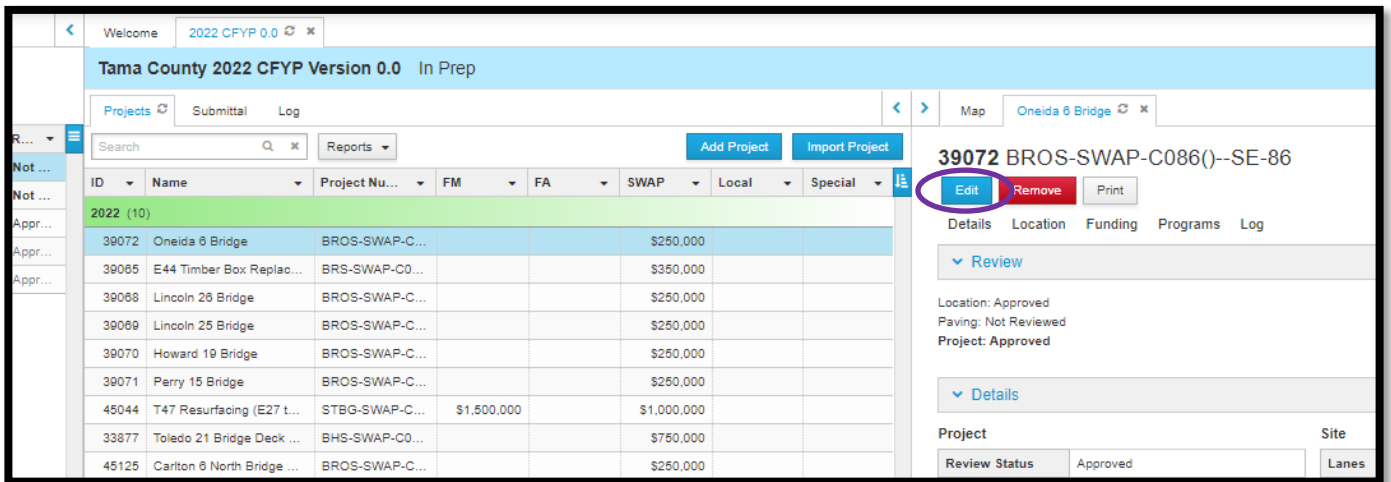 Welcome 2022 CFYP 0.0
Tama County 2022 CFYP Version 0.0 In Prep
Projects Submittal Log
Search Reports Add Project Import Project
ID Name Project Nu... FM FA SWAP Local Special
2022 (10)
39072 Oneida 6 Bridge BROS-SWAP-C... $250,000
39065 E44 Timber Box Replac... BRS-SWAP-C0... $350,000
39068 Lincoln 26 Bridge BROS-SWAP-C... $250,000
39069 Lincoln 25 Bridge BROS-SWAP-C... $250,000
39070 Howard 19 Bridge BROS-SWAP-C... $250,000
39071 Perry 15 Bridge BROS-SWAP-C... $250,000
45044 T47 Resurfacing (E27 t... STBG-SWAP-C... $1,500,000 $1,000,000
33877 Toledo 21 Bridge Deck ... BHS-SWAP-C0... $750,000
45125 Carlton 6 North Bridge ... BROS-SWAP-C... $250,000
R...
Not ...
Not ...
Appr...
Appr...
Appr...
Map Oneida 6 Bridge
39072 BROS-SWAP-C086()--SE-86
Edit Remove Print
Details Location Funding Programs Log
Review
Location: Approved
Paving: Not Reviewed
Project: Approved
Details
Project Site
Review Status Approved Lanes